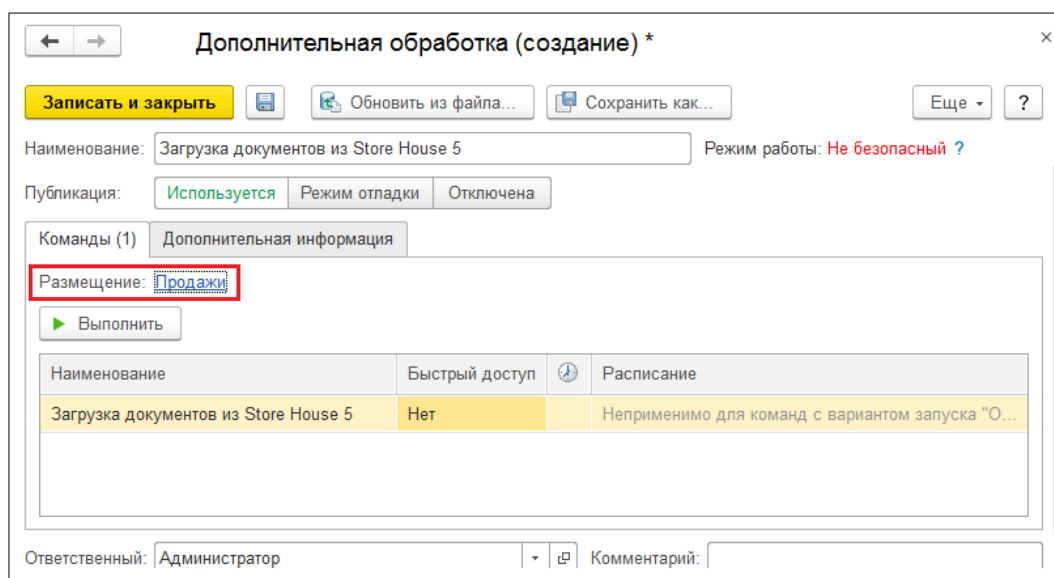 Дополнительная обработка (создание) *
Записать и закрыть Обновить из файла... Сохранить как... Еще ?
Наименование: Загрузка документов из Store House 5 Режим работы: Не безопасный ?
Публикация: Используется Режим отладки Отключена
Команды (1) Дополнительная информация
Размещение: Продажи
Выполнить
Наименование Быстрый доступ Расписание
Загрузка документов из Store House 5 Нет Неприменимо для команд с вариантом запуска "О...
Ответственный: Администратор Комментарий: